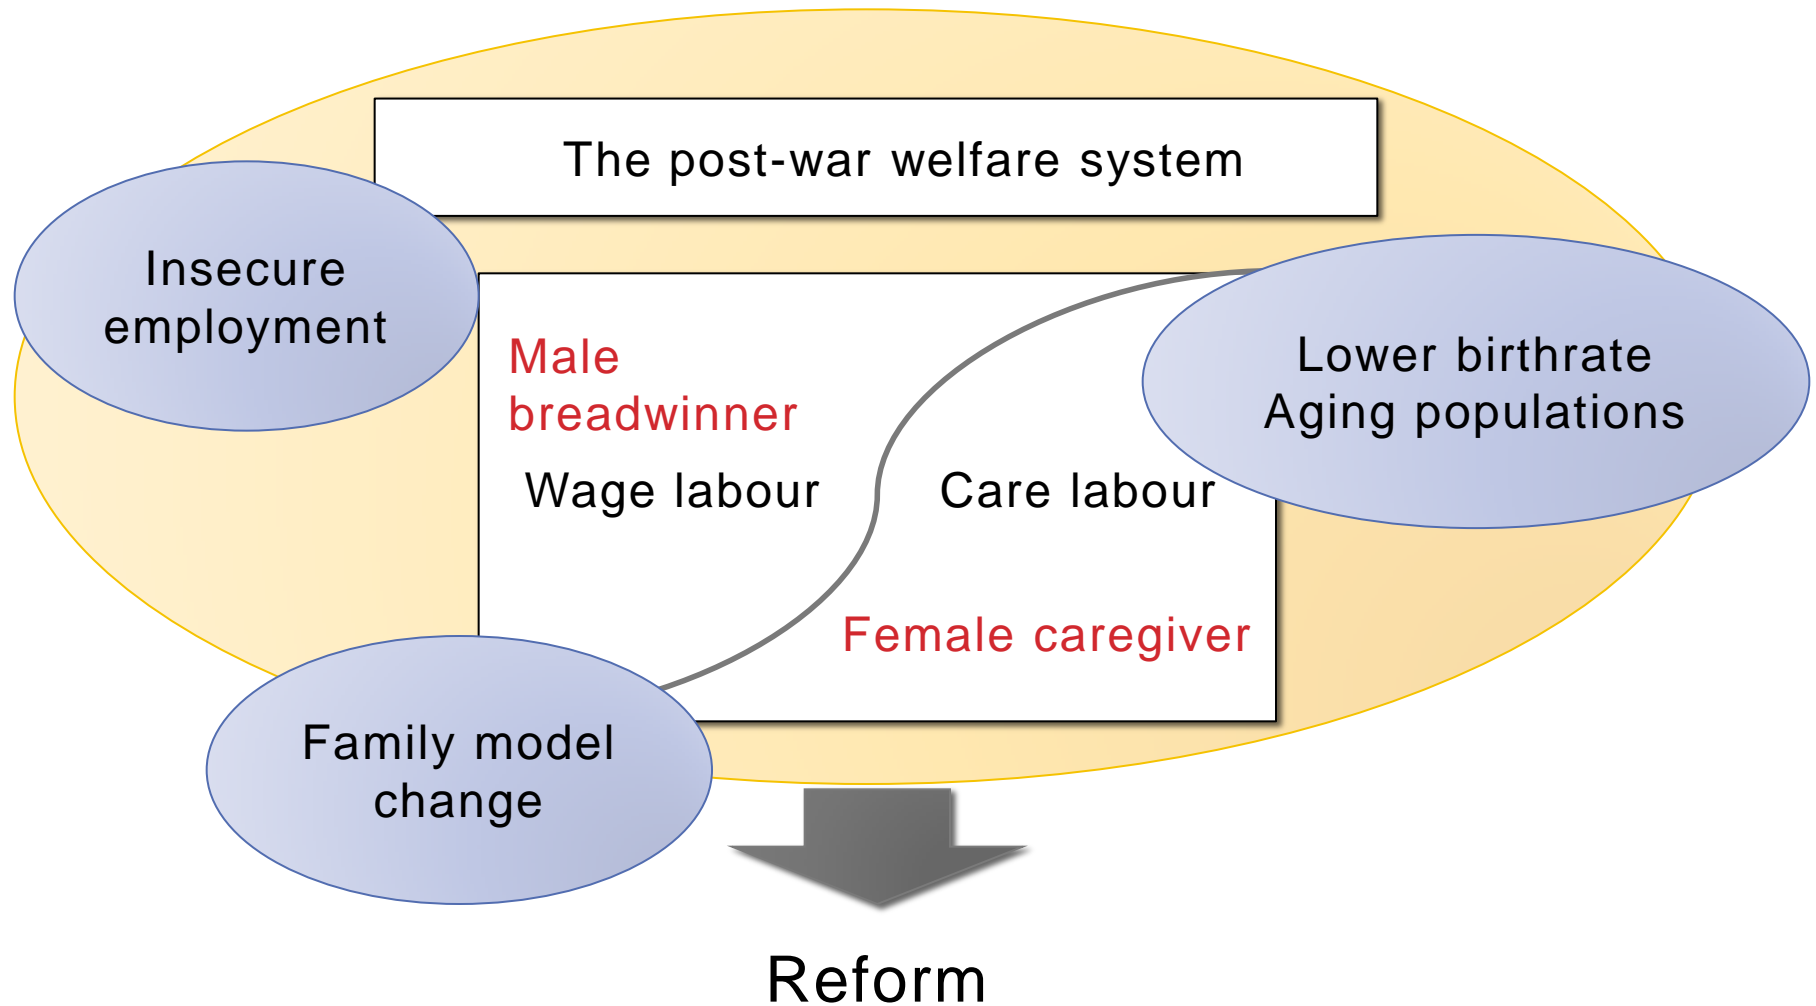 The post-war welfare system
Insecure
employment
Male
breadwinner
Wage labour
Care labour
Female caregiver
Lower birthrate
Aging populations
Family model
change
Reform